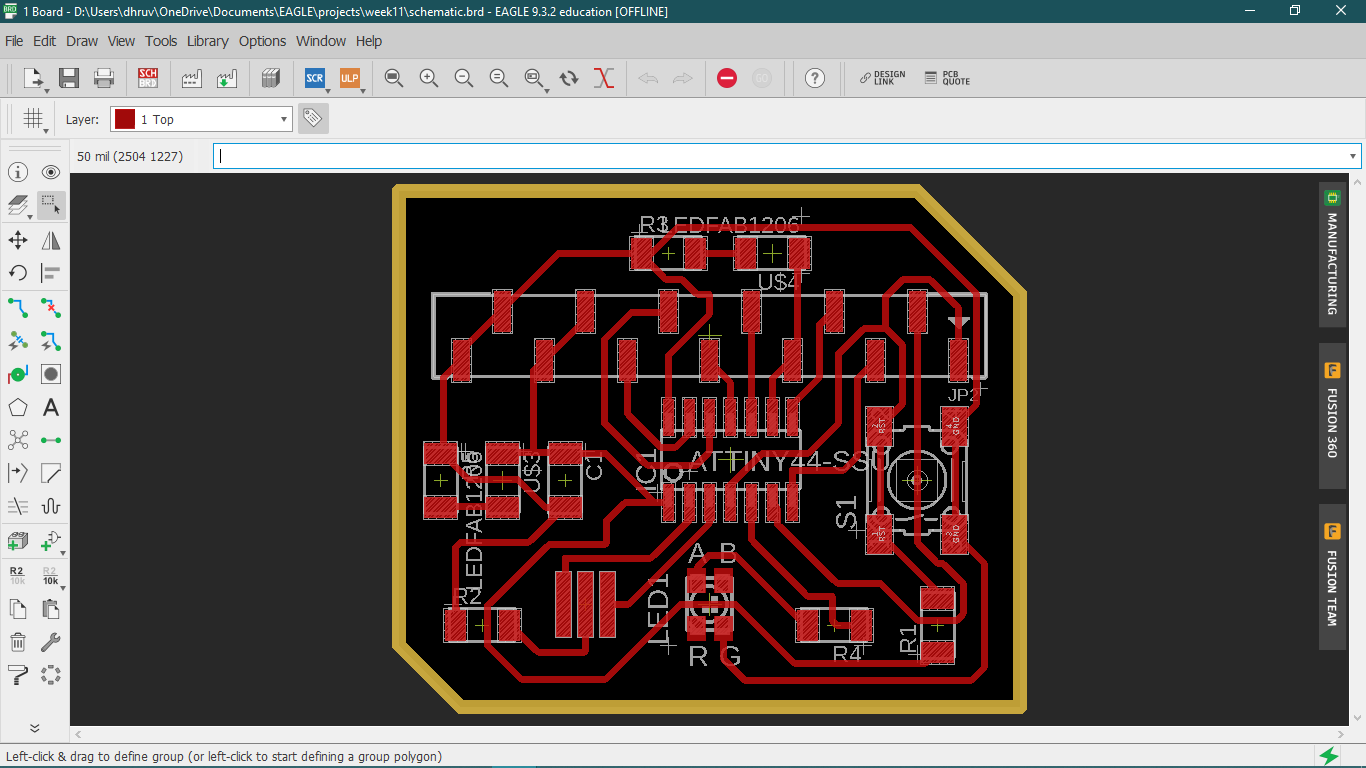 1 Board - D:\Users\dhruv\OneDrive\Documents\EAGLE\projects\week11\schematic.brd - EAGLE 9.3.2 education [OFFLINE]
File Edit Draw View Tools Library Options Window Help
SCH
BRD
SCR
ULP
GO
DESIGN
LINK
PCB
QUOTE
Layer: 1 Top
50 mil (2504 1227)
R2
10k
R2
10k
R3
LEDFAB1206
U$4
JP2
RST
GND
ATTINY44-SSU
IC1
C1
U$3
LEDFAB1206
S1
RST
GND
A B
LED1
R2
R G
R4
R1
MANUFACTURING
FUSION 360
FUSION TEAM
Left-click & drag to define group (or left-click to start defining a group polygon)